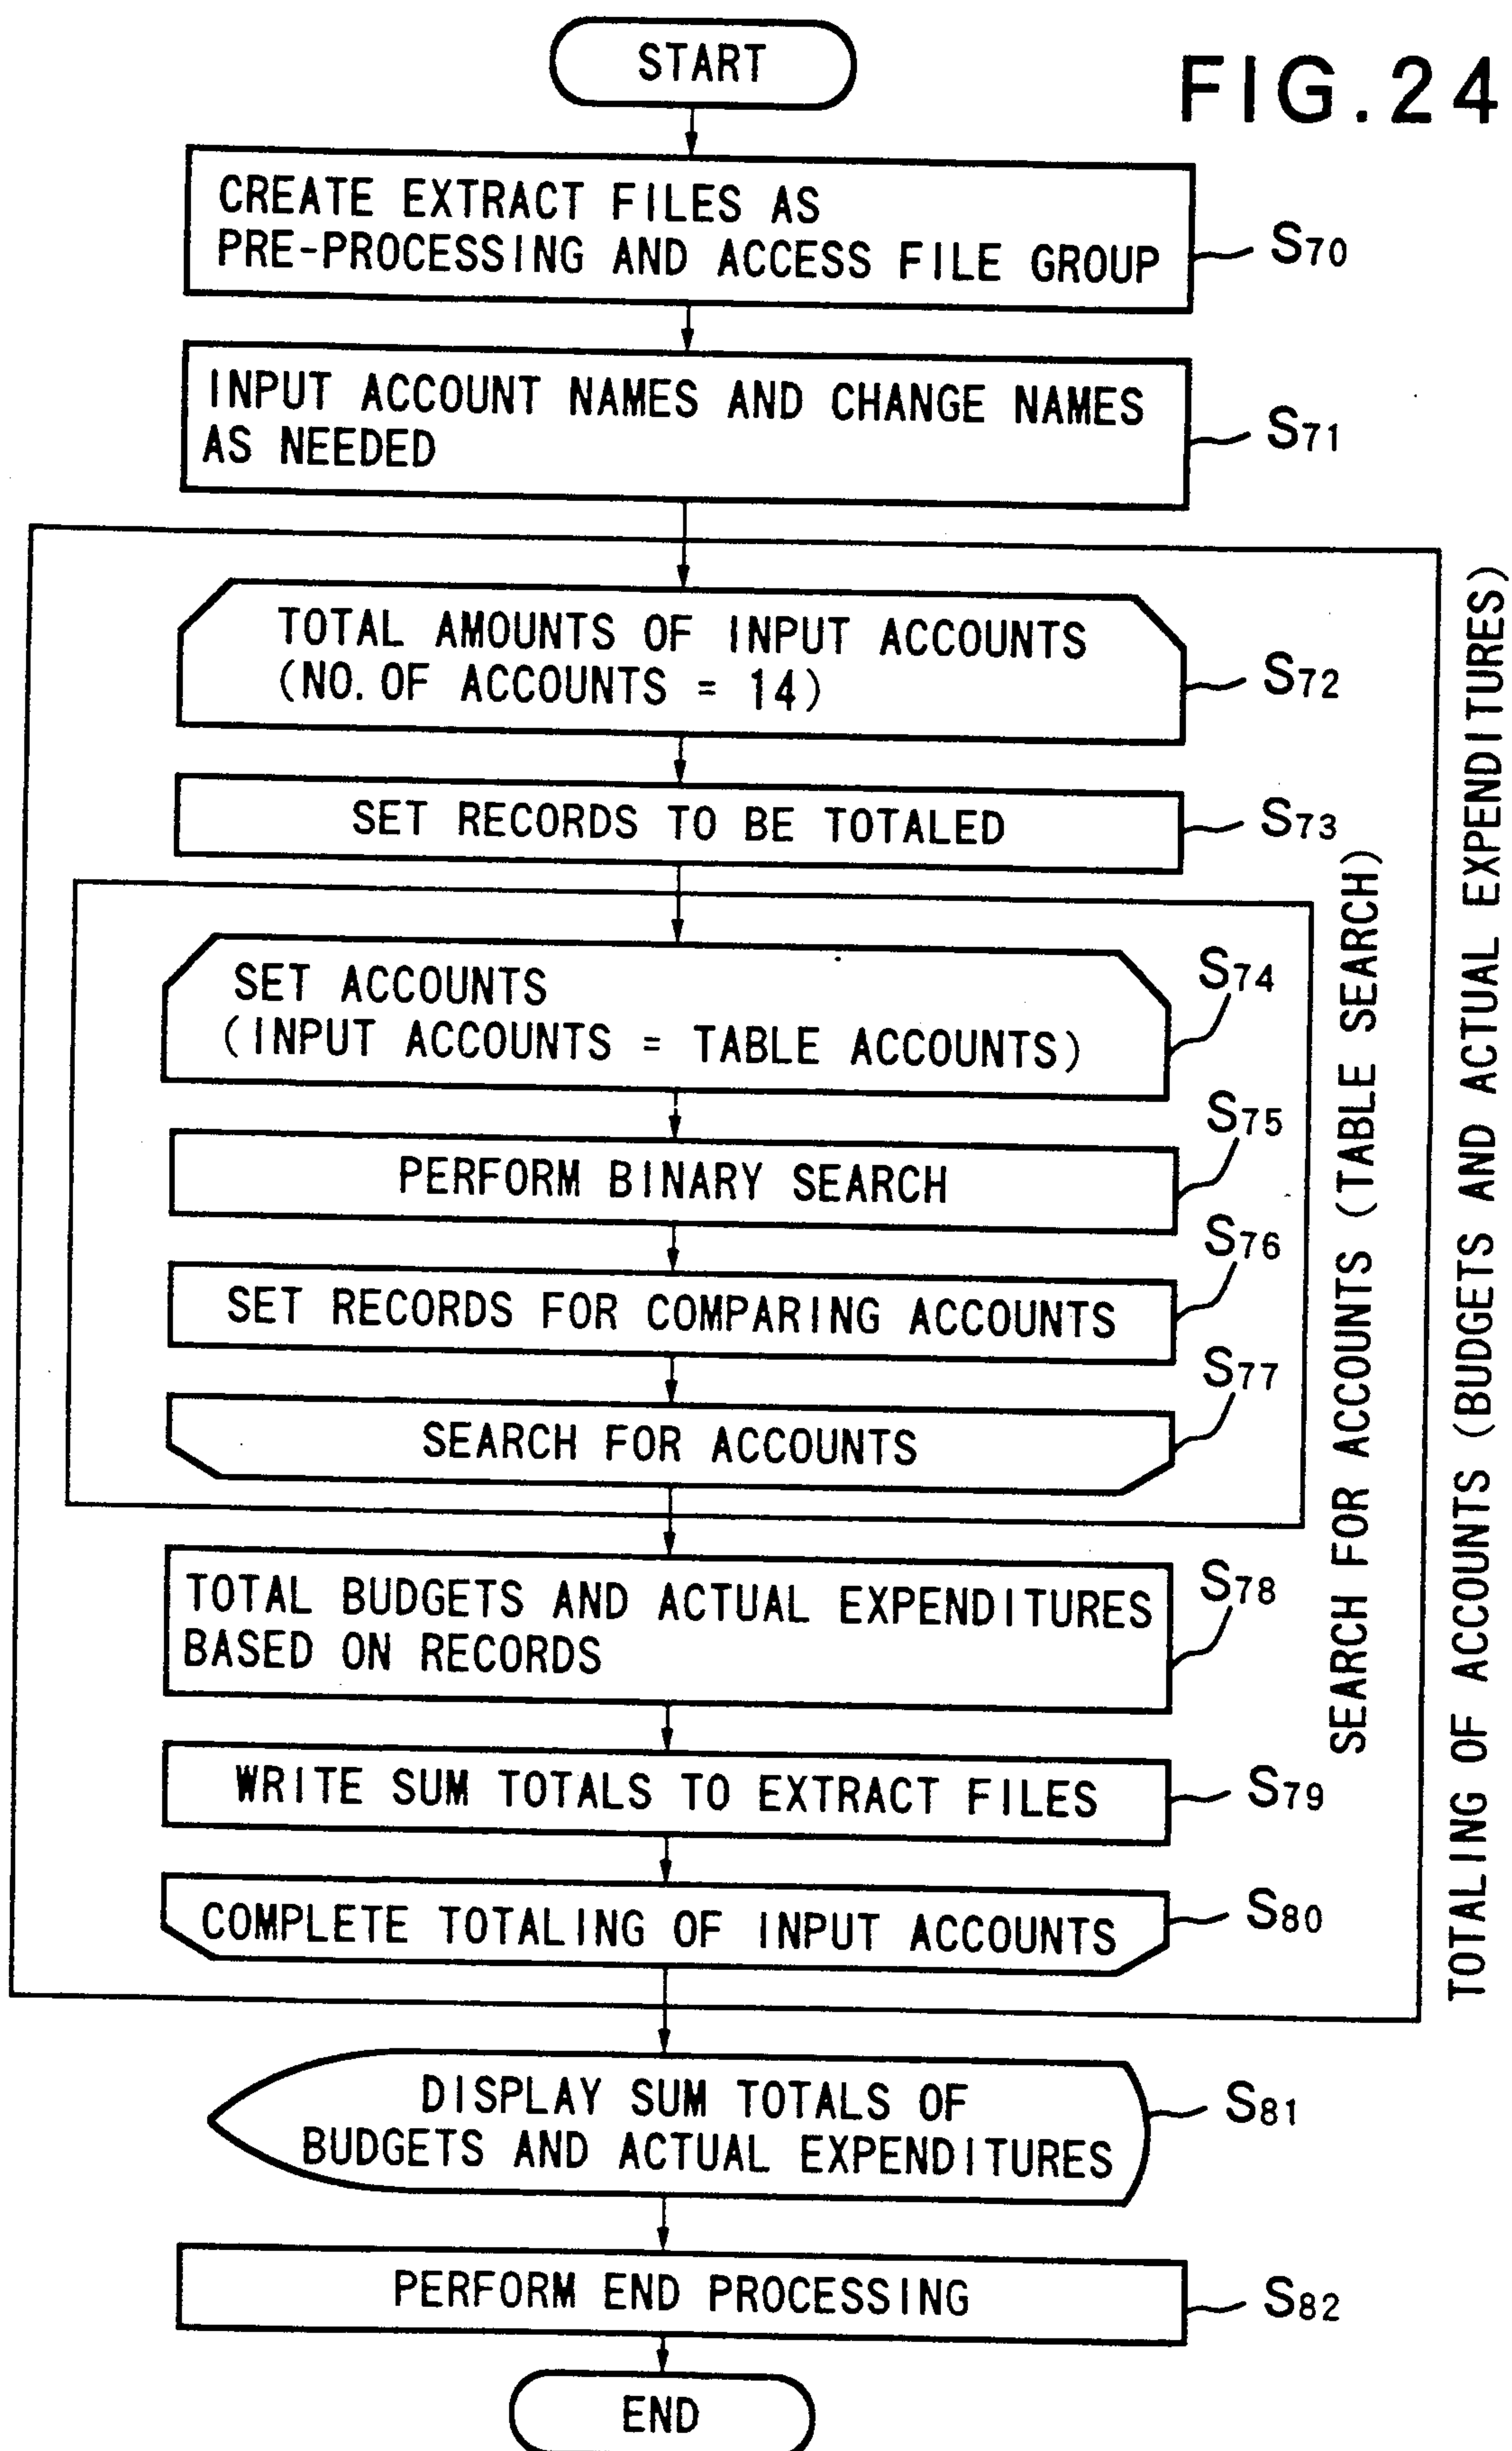 START
FIG.24
CREATE EXTRACT FILES AS
PRE-PROCESSING AND ACCESS FILE GROUP
S70
INPUT ACCOUNT NAMES AND CHANGE NAMES
AS NEEDED
S71
TOTAL AMOUNTS OF INPUT ACCOUNTS
(NO. OF ACCOUNTS = 14)
S72
SET RECORDS TO BE TOTALED
S73
SET ACCOUNTS
(INPUT ACCOUNTS = TABLE ACCOUNTS)
S74
PERFORM BINARY SEARCH
S75
SET RECORDS FOR COMPARING ACCOUNTS
S76
SEARCH FOR ACCOUNTS
S77
SEARCH FOR ACCOUNTS (TABLE SEARCH)
TOTAL BUDGETS AND ACTUAL EXPENDITURES
BASED ON RECORDS
S78
WRITE SUM TOTALS TO EXTRACT FILES
S79
COMPLETE TOTALING OF INPUT ACCOUNTS
S80
TOTALING OF ACCOUNTS (BUDGETS AND ACTUAL EXPENDITURES)
DISPLAY SUM TOTALS OF
BUDGETS AND ACTUAL EXPENDITURES
S81
PERFORM END PROCESSING
S82
END